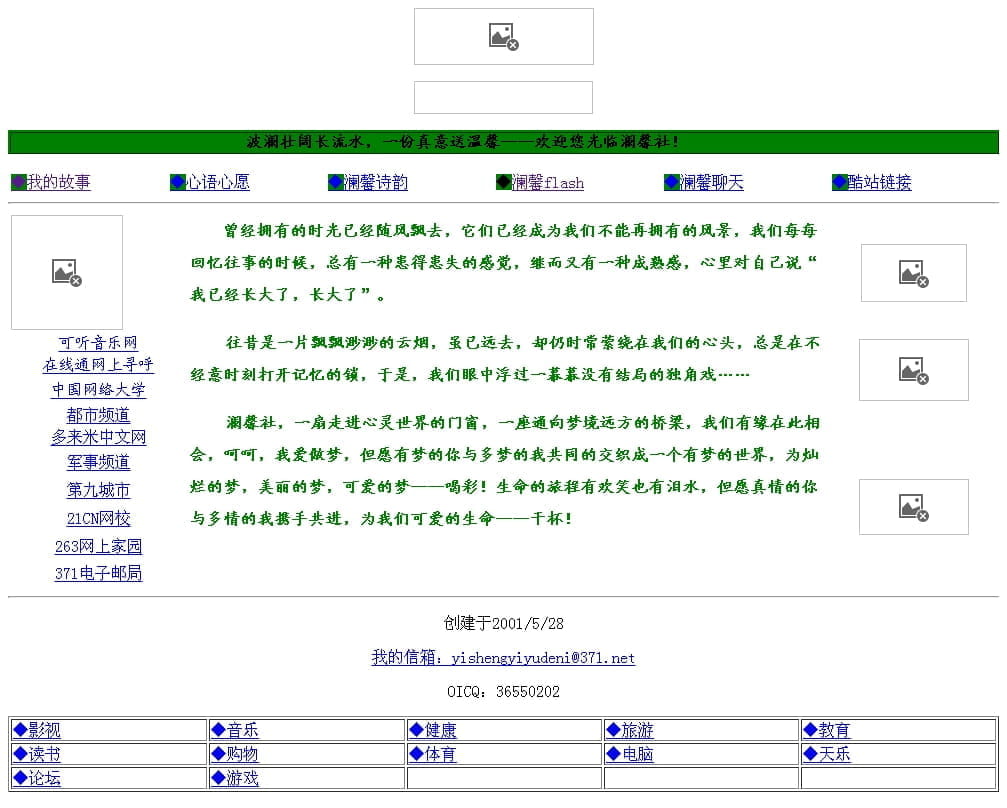 波澜壮阔长流水，一份真意送温馨——欢迎您光临澜馨社！
◆我的故事 ◆心语心愿 ◆澜馨诗韵 ◆澜馨flash ◆澜馨聊天 ◆酷站链接
曾经拥有的时光已经随风飘去，它们已经成为我们不能再拥有的风景，我们每每
回忆往事的时候，总有一种患得患失的感觉，继而又有一种成熟感，心里对自己说“
我已经长大了，长大了”。
往昔是一片飘飘渺渺的云烟，虽已远去，却仍时常萦绕在我们的心头，总是在不
经意时刻打开记忆的锁，于是，我们眼中浮过一幕幕没有结局的独角戏……
澜馨社，一扇走进心灵世界的门窗，一座通向梦境远方的桥梁，我们有缘在此相
会，呵呵，我爱做梦，但愿有梦的你与多梦的我共同的交织成一个有梦的世界，为灿
烂的梦，美丽的梦，可爱的梦——喝彩！生命的旅程有欢笑也有泪水，但愿真情的你
与多情的我携手共进，为我们可爱的生命——干杯！
可听音乐网
在线通网上寻呼
中国网络大学
都市频道
多来米中文网
军事频道
第九城市
21CN网校
263网上家园
371电子邮局
创建于2001/5/28
我的信箱：yishengyiyudeni@371.net
OICQ：36550202
◆影视 ◆音乐 ◆健康 ◆旅游 ◆教育
◆读书 ◆购物 ◆体育 ◆电脑 ◆天乐
◆论坛 ◆游戏